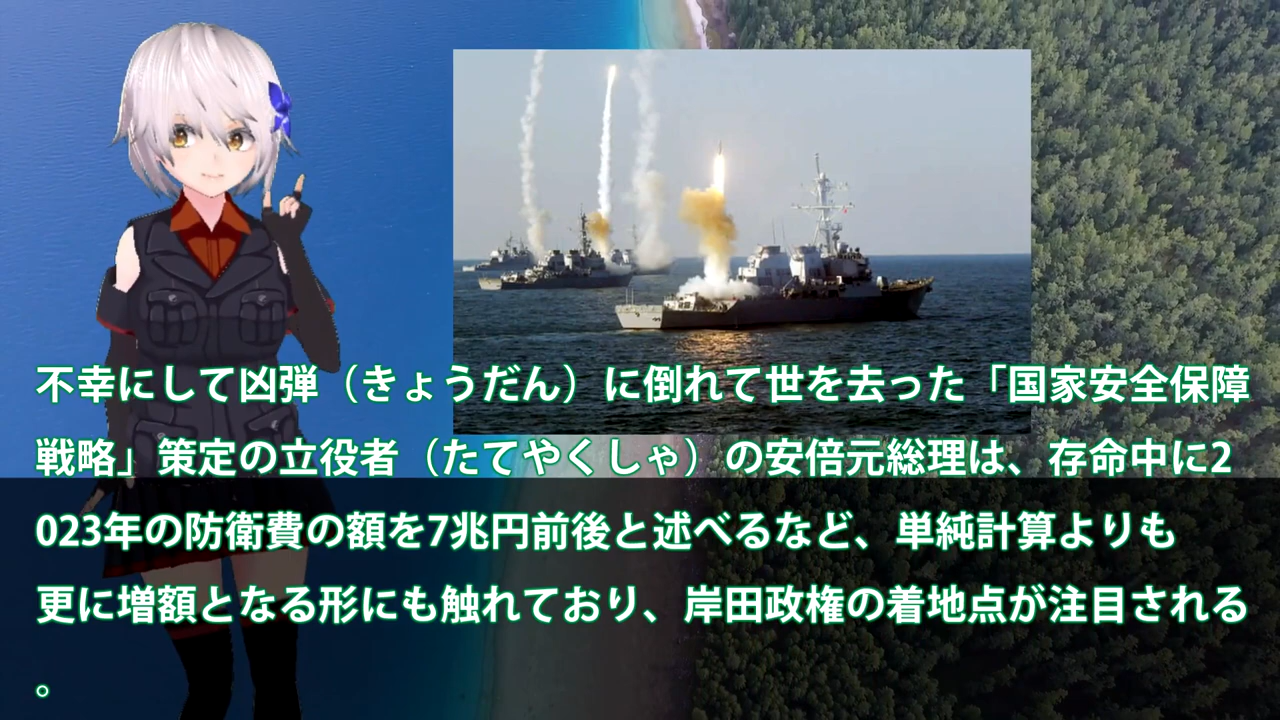 不幸にして凶弾（きょうだん）に倒れて世を去った「国家安全保障
戦略」策定の立役者（たてやくしゃ）の安倍元総理は、存命中に2
023年の防衛費の額を7兆円前後と述べるなど、単純計算よりも
更に増額となる形にも触れており、岸田政権の着地点が注目される
。